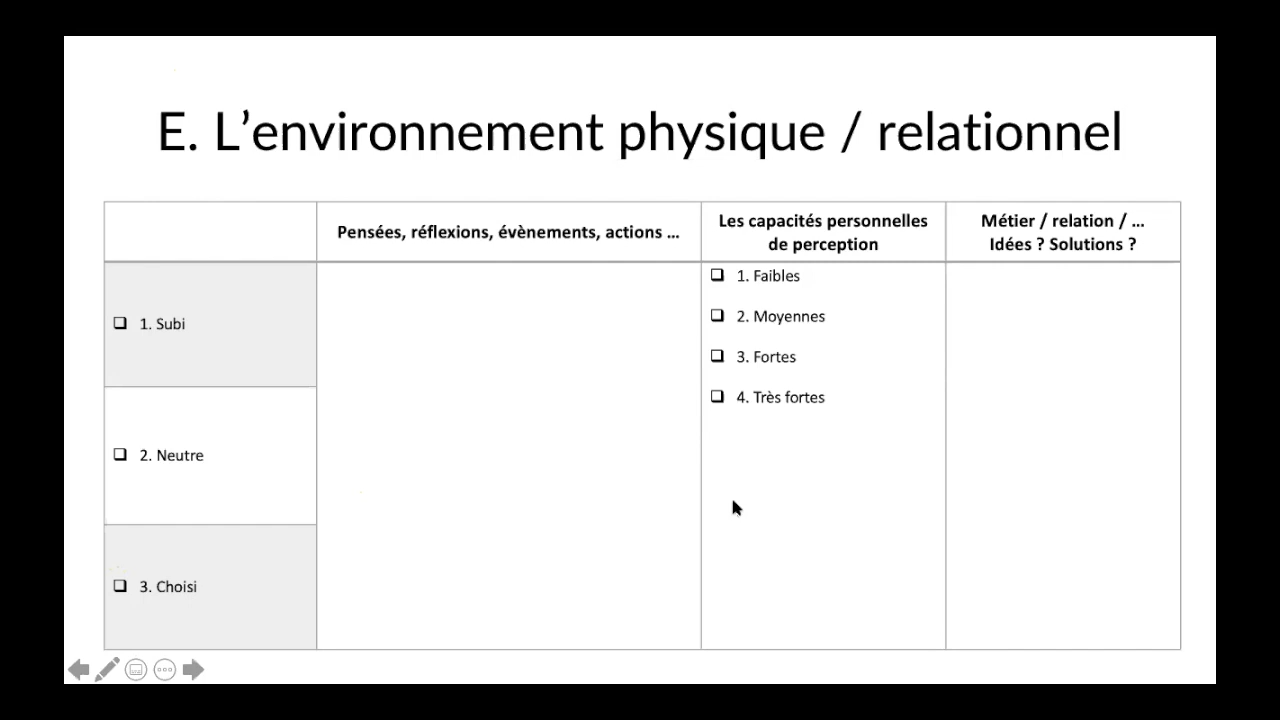 E. L’environnement physique / relationnel
Pensées, réflexions, évènements, actions …
Les capacités personnelles
de perception
Métier / relation / …
Idées ? Solutions ?
❑ 1. Subi
❑ 2. Neutre
❑ 3. Choisi
❑ 1. Faibles
❑ 2. Moyennes
❑ 3. Fortes
❑ 4. Très fortes